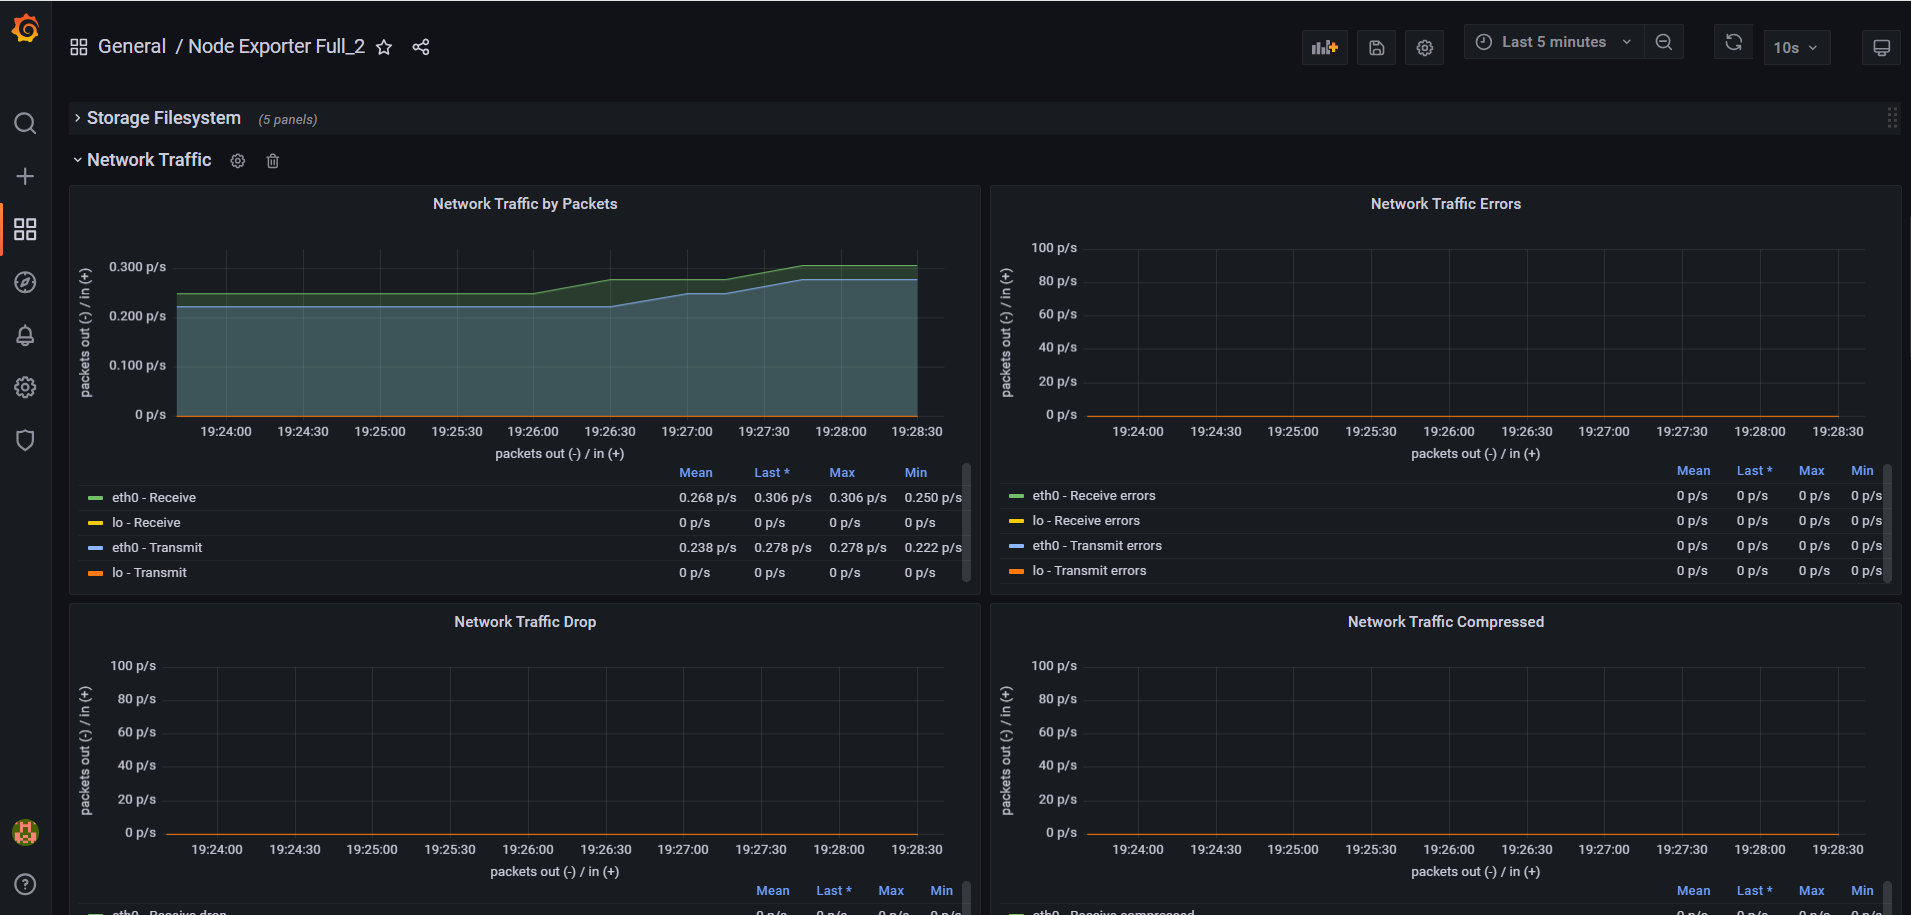 General / Node Exporter Full_2
Last 5 minutes
10s
Storage Filesystem (5 panels)
Network Traffic
Network Traffic by Packets
packets out (-) / in (+)
0.300 p/s
0.200 p/s
0.100 p/s
0 p/s
19:24:00 19:24:30 19:25:00 19:25:30 19:26:00 19:26:30 19:27:00 19:27:30 19:28:00 19:28:30
packets out (-) / in (+)
Mean Last * Max Min
eth0 - Receive 0.268 p/s 0.306 p/s 0.306 p/s 0.250 p/s
lo - Receive 0 p/s 0 p/s 0 p/s 0 p/s
eth0 - Transmit 0.238 p/s 0.278 p/s 0.278 p/s 0.222 p/s
lo - Transmit 0 p/s 0 p/s 0 p/s 0 p/s
Network Traffic Errors
packets out (-) / in (+)
100 p/s
80 p/s
60 p/s
40 p/s
20 p/s
0 p/s
19:24:00 19:24:30 19:25:00 19:25:30 19:26:00 19:26:30 19:27:00 19:27:30 19:28:00 19:28:30
packets out (-) / in (+)
Mean Last * Max Min
eth0 - Receive errors 0 p/s 0 p/s 0 p/s 0 p/s
lo - Receive errors 0 p/s 0 p/s 0 p/s 0 p/s
eth0 - Transmit errors 0 p/s 0 p/s 0 p/s 0 p/s
lo - Transmit errors 0 p/s 0 p/s 0 p/s 0 p/s
Network Traffic Drop
packets out (-) / in (+)
100 p/s
80 p/s
60 p/s
40 p/s
20 p/s
0 p/s
19:24:00 19:24:30 19:25:00 19:25:30 19:26:00 19:26:30 19:27:00 19:27:30 19:28:00 19:28:30
packets out (-) / in (+)
Mean Last * Max Min
eth0 - Receive drop 0 p/s 0 p/s 0 p/s 0 p/s
Network Traffic Compressed
packets out (-) / in (+)
100 p/s
80 p/s
60 p/s
40 p/s
20 p/s
0 p/s
19:24:00 19:24:30 19:25:00 19:25:30 19:26:00 19:26:30 19:27:00 19:27:30 19:28:00 19:28:30
packets out (-) / in (+)
Mean Last * Max Min
eth0 - Receive compressed 0 p/s 0 p/s 0 p/s 0 p/s